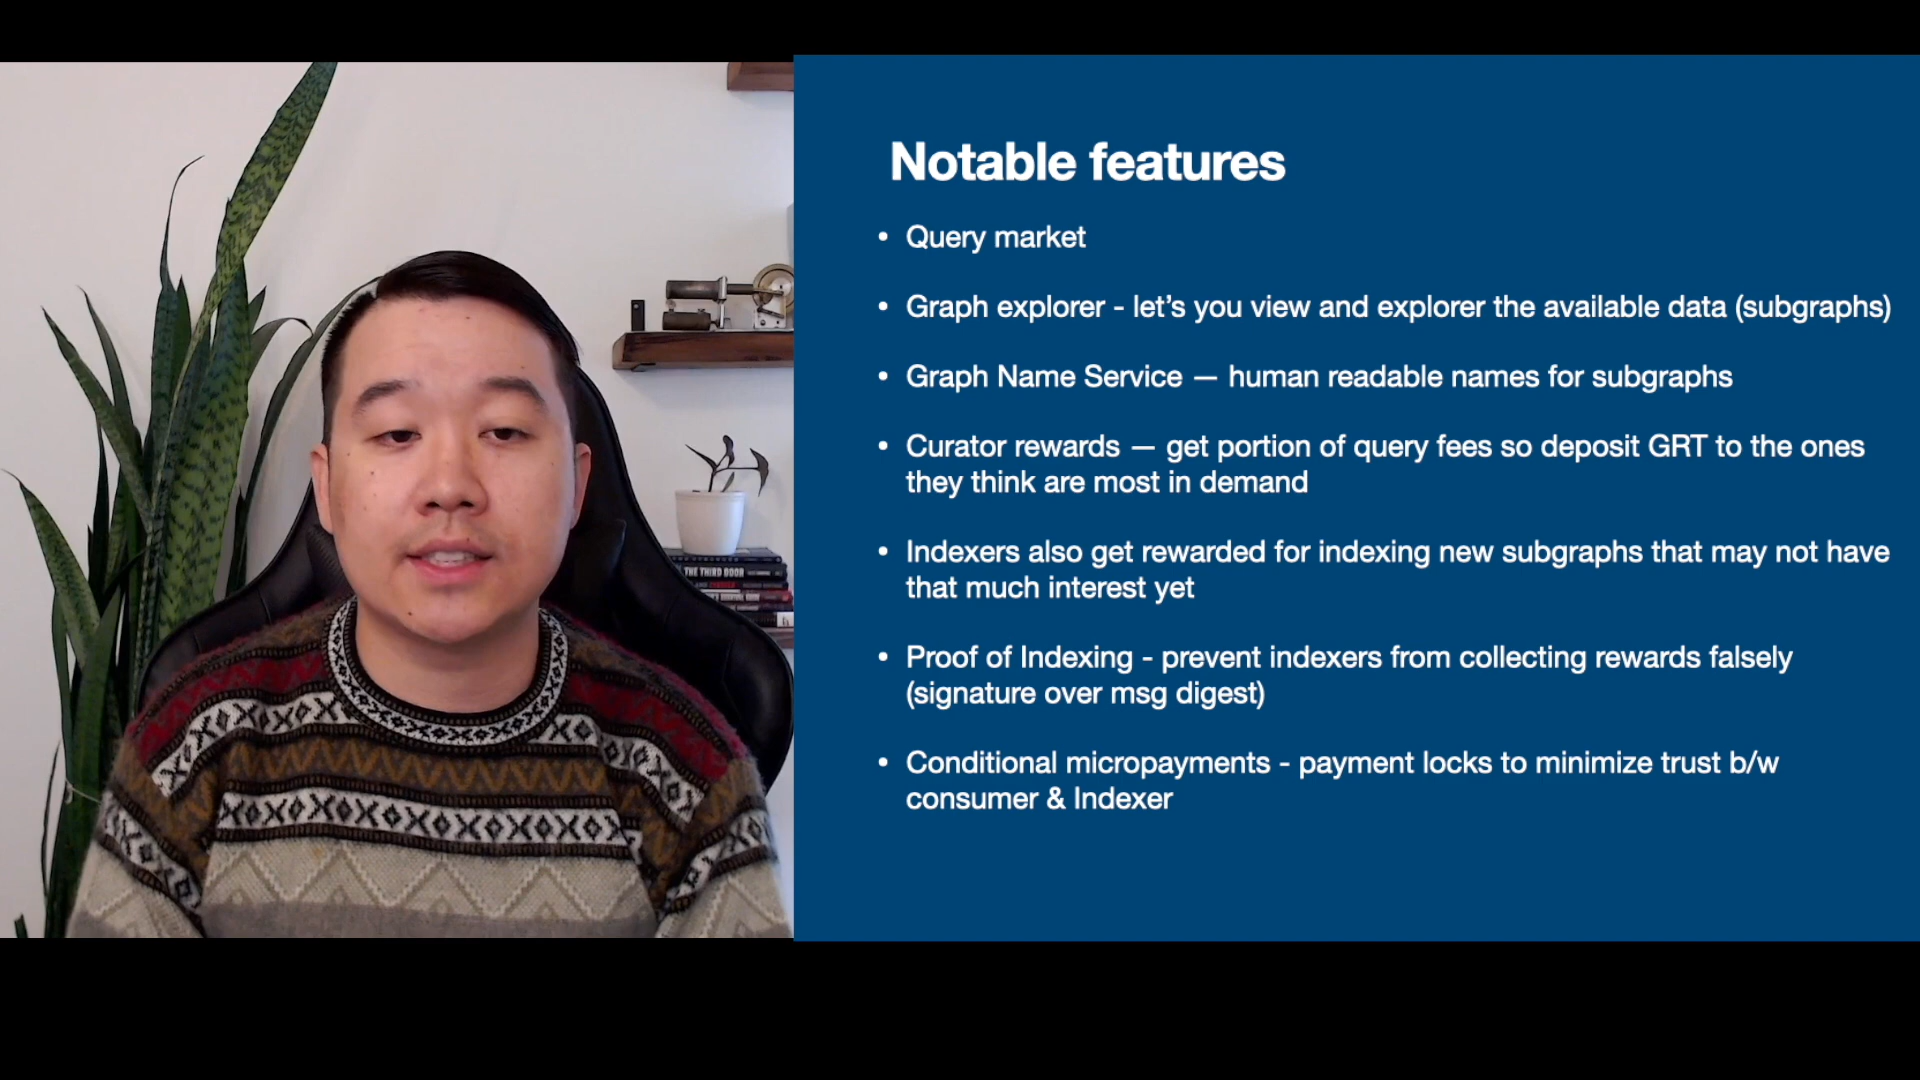 Notable features
• Query market
• Graph explorer - let's you view and explorer the available data (subgraphs)
• Graph Name Service — human readable names for subgraphs
• Curator rewards — get portion of query fees so deposit GRT to the ones
they think are most in demand
• Indexers also get rewarded for indexing new subgraphs that may not have
that much interest yet
• Proof of Indexing - prevent indexers from collecting rewards falsely
(signature over msg digest)
• Conditional micropayments - payment locks to minimize trust b/w
consumer & Indexer
THE THIRD DOOR